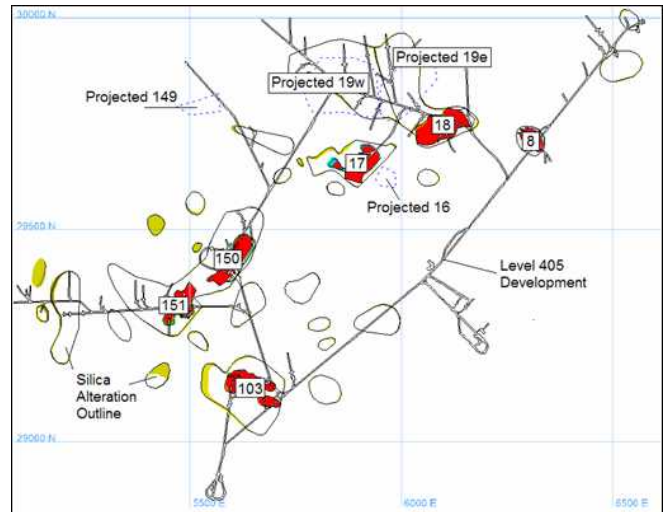 30000 N
Projected 19e
Projected 19w
Projected 149
18
8
17
Projected 16
29500 N
150
Level 405
Development
151
Silica
Alteration
Outline
103
29000 N
5500 E
6000 E
6500 E